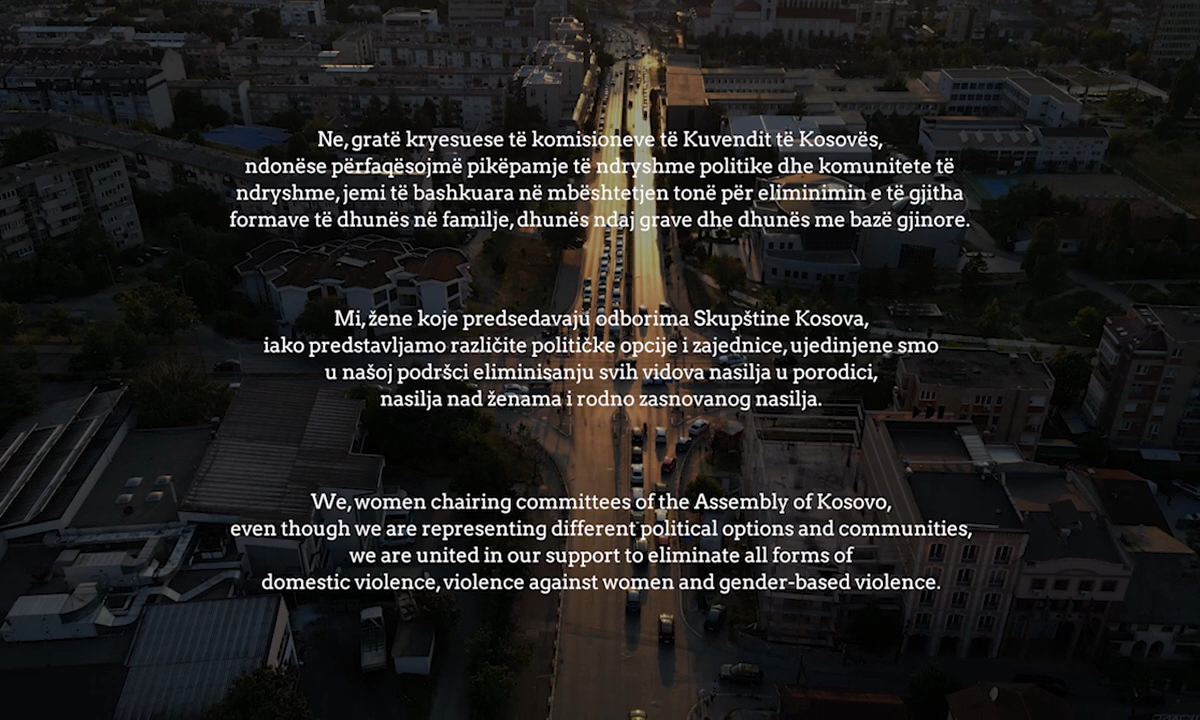 Ne, gratë kryesuese të komisioneve të Kuvendit të Kosovës,
ndonëse përfaqësojmë pikëpamje të ndryshme politike dhe komunitete të
ndryshme, jemi të bashkuara në mbështetjen tonë për eliminimin e të gjitha
formave të dhunës në familje, dhunës ndaj grave dhe dhunës me bazë gjinore.
Mi, žene koje predsedavaju odborima Skupštine Kosova,
iako predstavljamo različite političke opcije i zajednice, ujedinjene smo
u našoj podršci eliminisanju svih vidova nasilja u porodici,
nasilja nad ženama i rodno zasnovanog nasilja.
We, women chairing committees of the Assembly of Kosovo,
even though we are representing different political options and communities,
we are united in our support to eliminate all forms of
domestic violence, violence against women and gender-based violence.